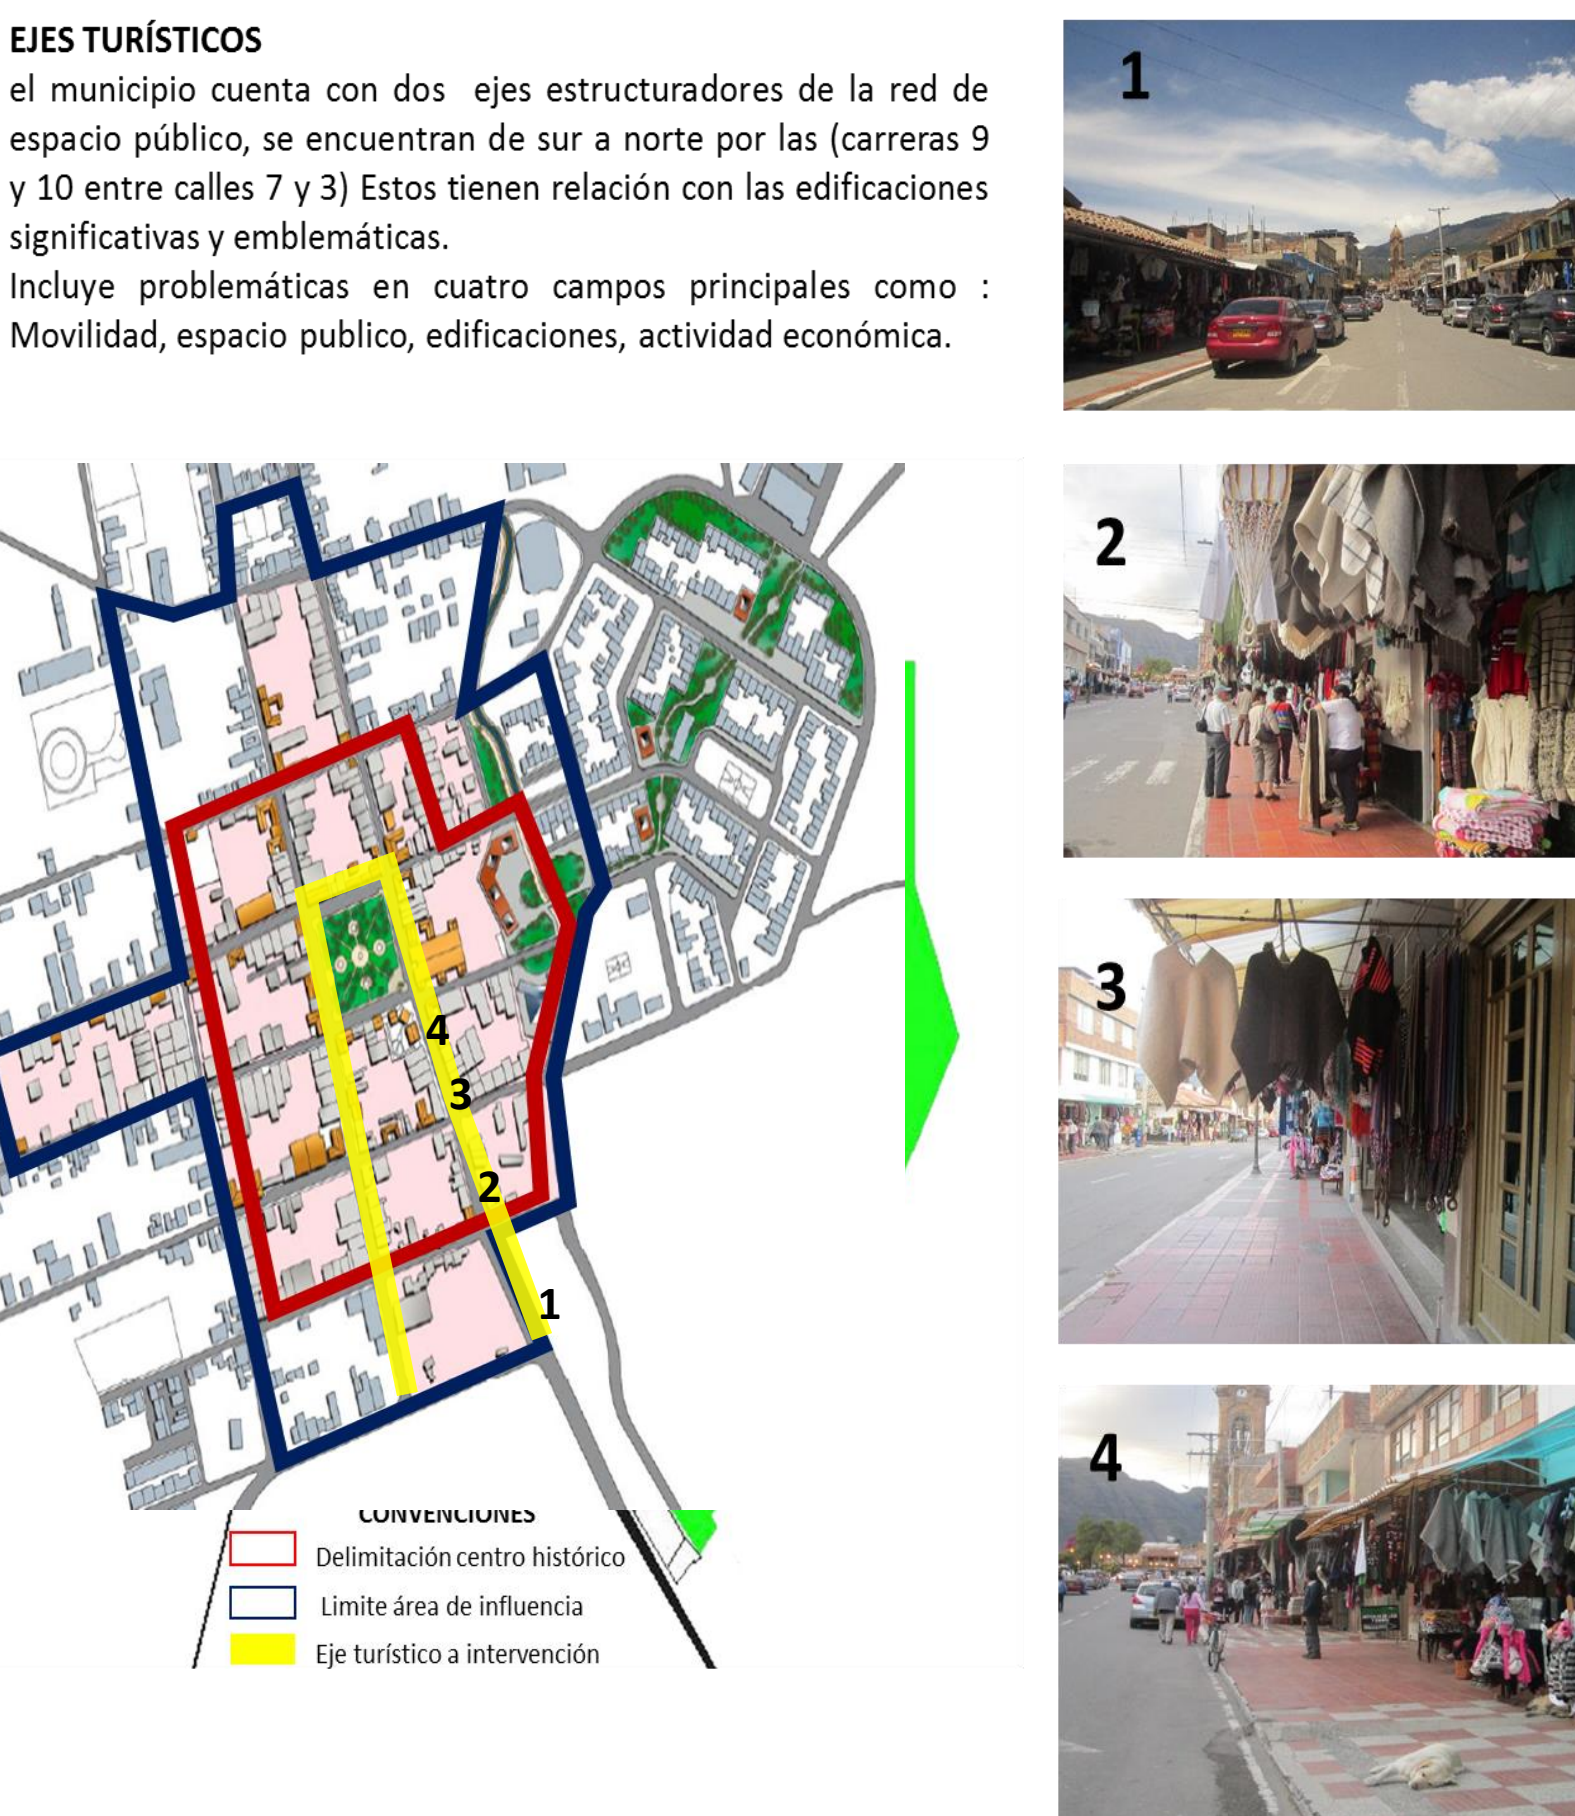 EJES TURÍSTICOS
el municipio cuenta con dos ejes estructuradores de la red de
espacio público, se encuentran de sur a norte por las (carreras 9
y 10 entre calles 7 y 3) Estos tienen relación con las edificaciones
significativas y emblemáticas.
Incluye problemáticas en cuatro campos principales como :
Movilidad, espacio publico, edificaciones, actividad económica.
1
2
3
4
4
3
2
1
CONVENCIONES
Delimitación centro histórico
Limite área de influencia
Eje turístico a intervención